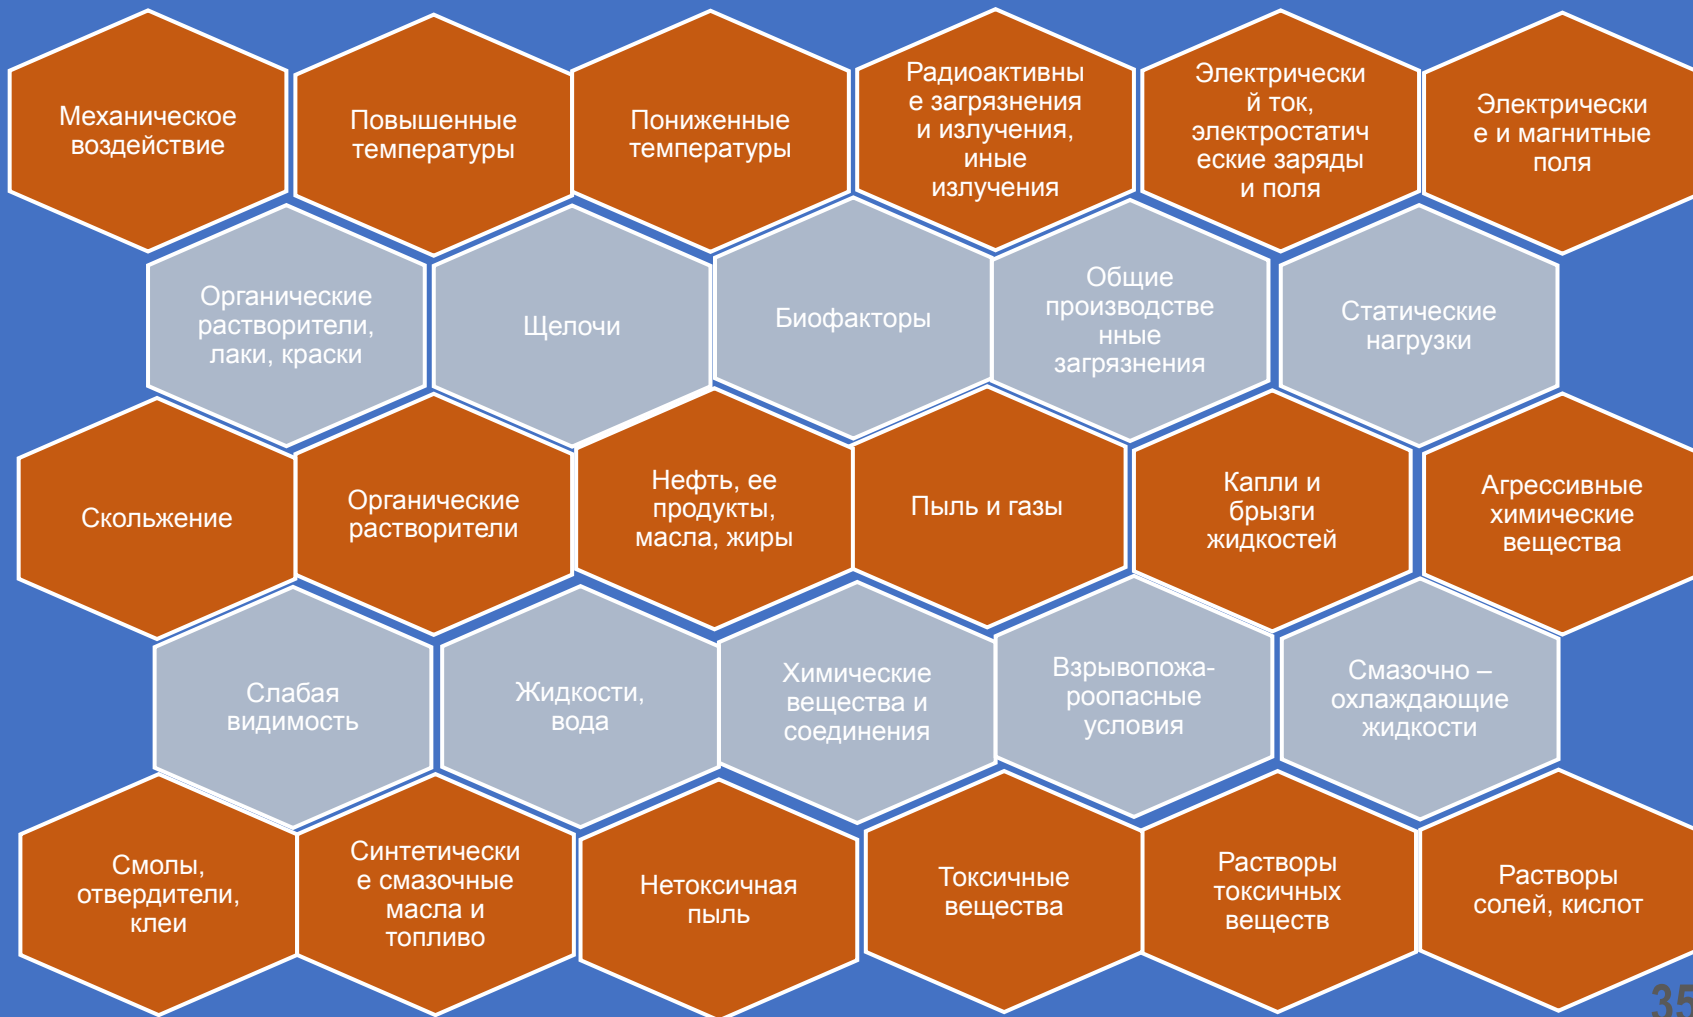 Механическое
воздействие
Повышенные
температуры
Пониженные
температуры
Радиоактивны
е загрязнения
и излучения,
иные
излучения
Электрически
й ток,
электростатич
еские заряды
и поля
Электрически
е и магнитные
поля
Органические
растворители,
лаки, краски
Щелочи
Биофакторы
Общие
производстве
нные
загрязнения
Статические
нагрузки
Скольжение
Органические
растворители
Нефть, ее
продукты,
масла, жиры
Пыль и газы
Капли и
брызги
жидкостей
Агрессивные
химические
вещества
Слабая
видимость
Жидкости,
вода
Химические
вещества и
соединения
Взрывопожа-
роопасные
условия
Смазочно –
охлаждающие
жидкости
Смолы,
отвердители,
клеи
Синтетически
е смазочные
масла и
топливо
Нетоксичная
пыль
Токсичные
вещества
Растворы
токсичных
веществ
Растворы
солей, кислот
35